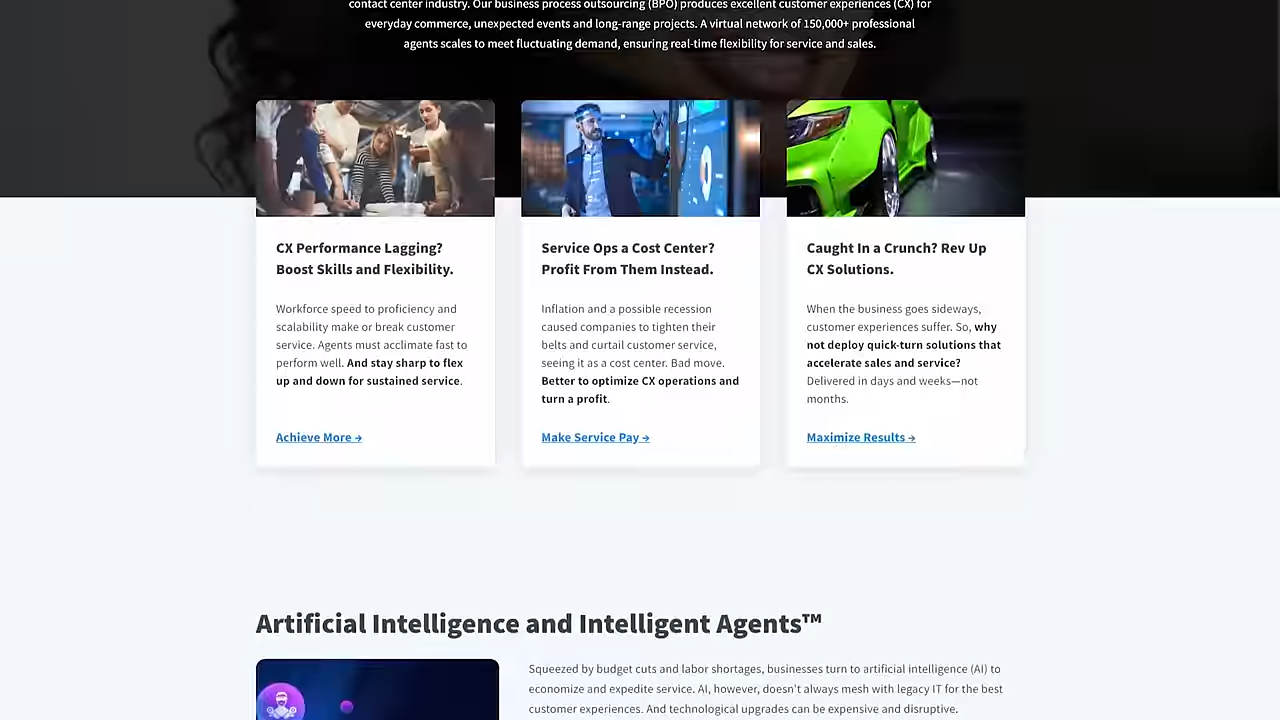 contact center industry. Our business process outsourcing (BPO) produces excellent customer experiences (CX) for
everyday commerce, unexpected events and long-range projects. A virtual network of 150,000+ professional
agents scales to meet fluctuating demand, ensuring real-time flexibility for service and sales.
CX Performance Lagging?
Boost Skills and Flexibility.
Workforce speed to proficiency and
scalability make or break customer
service. Agents must acclimate fast to
perform well. And stay sharp to flex
up and down for sustained service.
Achieve More →
Service Ops a Cost Center?
Profit From Them Instead.
Inflation and a possible recession
caused companies to tighten their
belts and curtail customer service,
seeing it as a cost center. Bad move.
Better to optimize CX operations and
turn a profit.
Make Service Pay →
Caught In a Crunch? Rev Up
CX Solutions.
When the business goes sideways,
customer experiences suffer. So, why
not deploy quick-turn solutions that
accelerate sales and service?
Delivered in days and weeks—not
months.
Maximize Results →
Artificial Intelligence and Intelligent Agents™
Squeezed by budget cuts and labor shortages, businesses turn to artificial intelligence (AI) to
economize and expedite service. AI, however, doesn't always mesh with legacy IT for the best
customer experiences. And technological upgrades can be expensive and disruptive.